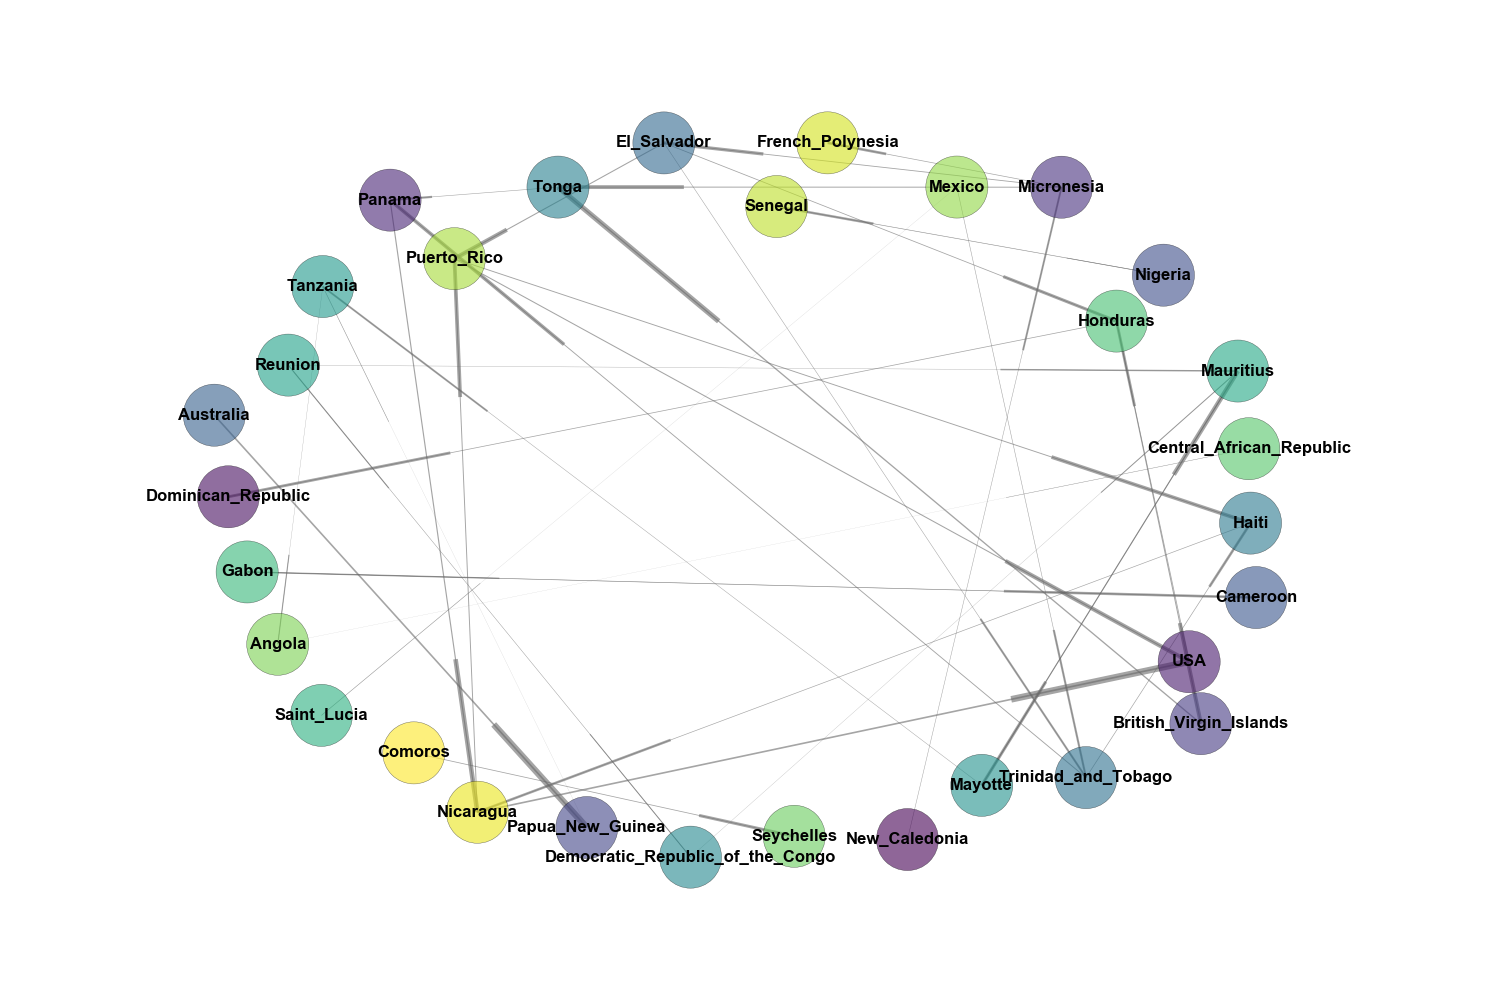 El_Salvador
French_Polynesia
Tonga
Mexico
Micronesia
Panama
Senegal
Puerto_Rico
Nigeria
Tanzania
Honduras
Reunion
Mauritius
Australia
Central_African_Republic
Dominican_Republic
Haiti
Gabon
Cameroon
Angola
USA
Saint_Lucia
British_Virgin_Islands
Comoros
Trinidad_and_Tobago
Mayotte
Nicaragua
Papua_New_Guinea
Seychelles
New_Caledonia
Democratic_Republic_of_the_Congo